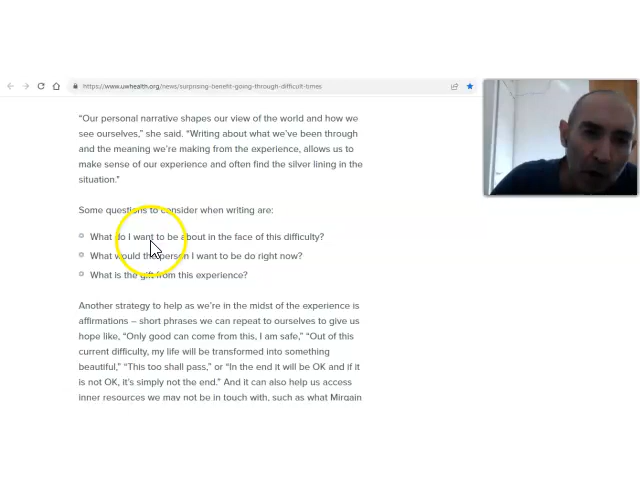 https://www.uwhealth.org/news/surprising-benefit-going-through-difficult-times
“Our personal narrative shapes our view of the world and how we
see ourselves,” she said. “Writing about what we’ve been through
and the meaning we’re making from the experience, allows us to
make sense of our experience and often find the silver lining in the
situation.”
Some questions to consider when writing are:
What do I want to be about in the face of this difficulty?
What would the person I want to be do right now?
What is the gift from this experience?
Another strategy to help as we’re in the midst of the experience is
affirmations – short phrases we can repeat to ourselves to give us
hope like, “Only good can come from this, I am safe,” “Out of this
current difficulty, my life will be transformed into something
beautiful,” “This too shall pass,” or “In the end it will be OK and if it
is not OK, it’s simply not the end.” And it can also help us access
inner resources we may not be in touch with, such as what Mirgain